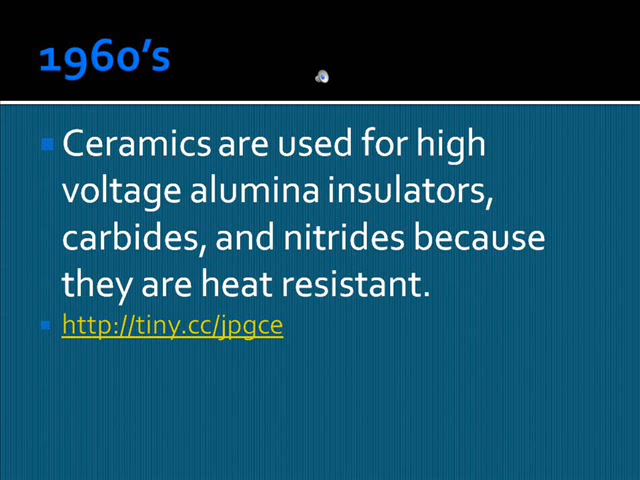 1960's
Ceramics are used for high
voltage alumina insulators,
carbides, and nitrides because
they are heat resistant.
http://tiny.cc/jpgce